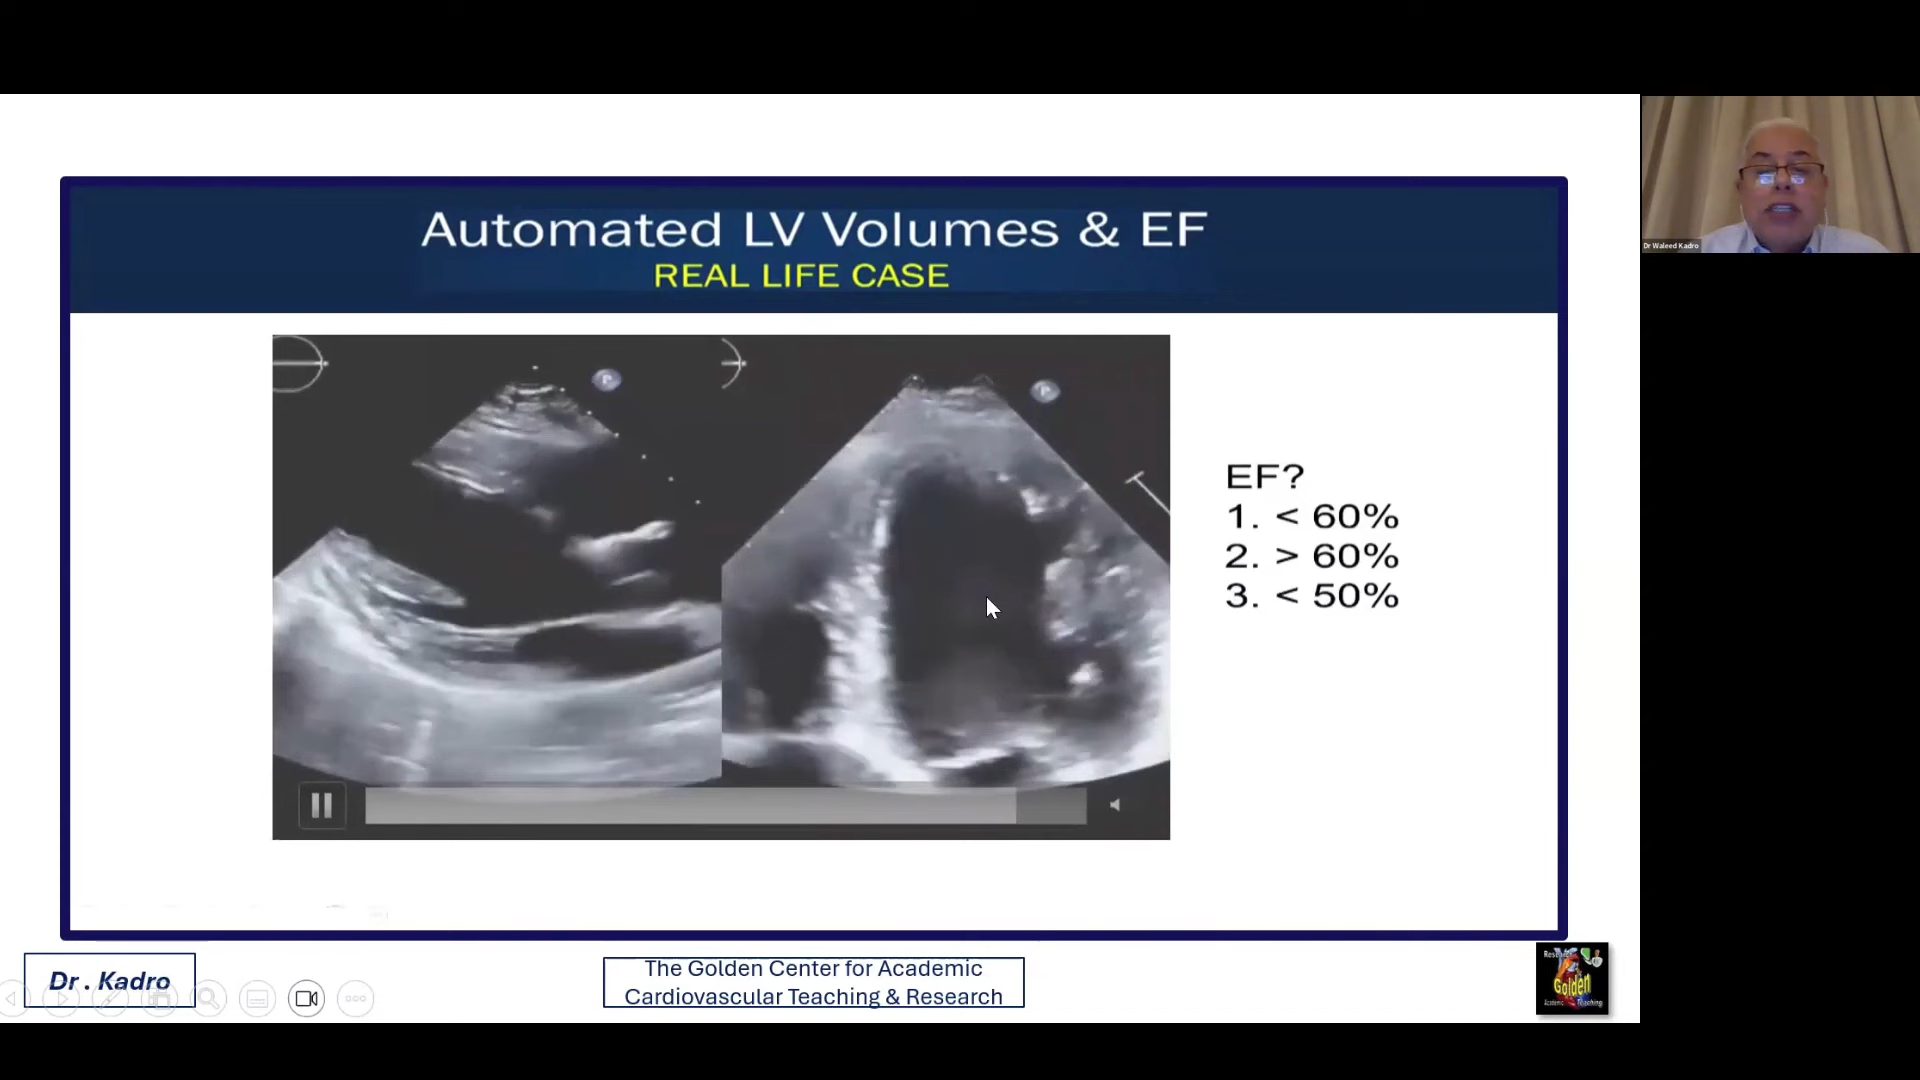 Automated LV Volumes & EF
REAL LIFE CASE
P
P
EF?
1. < 60%
2. > 60%
3. < 50%
Dr . Kadro
The Golden Center for Academic
Cardiovascular Teaching & Research
Golden
Dr Waleed Kadro